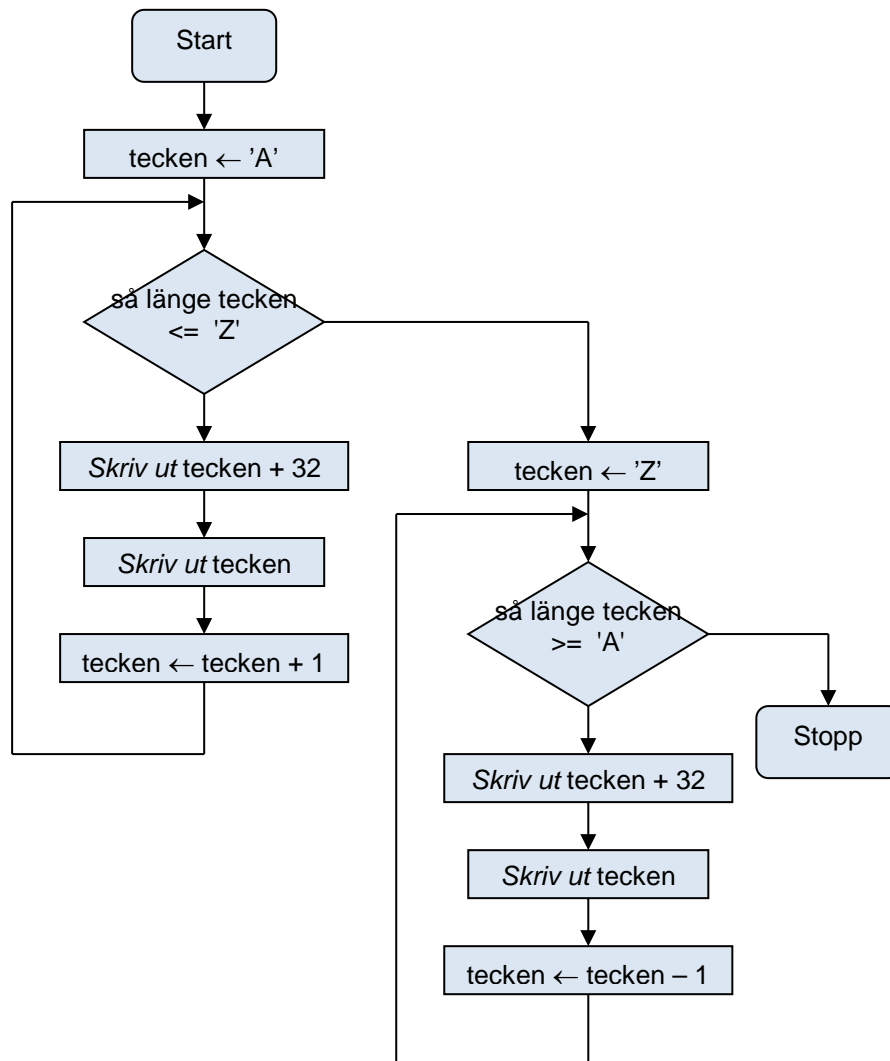 Start
tecken ← ’A’
så länge tecken
<= 'Z'
Skriv ut tecken + 32
Skriv ut tecken
tecken ← tecken + 1
tecken ← ’Z’
så länge tecken
>= 'A'
Stopp
Skriv ut tecken + 32
Skriv ut tecken
tecken ← tecken – 1